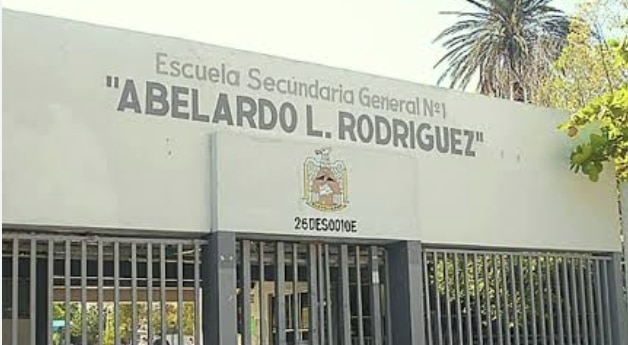 Escuela Secundaria General Nº1
"ABELARDO L. RODRIGUEZ"
26DES0010E